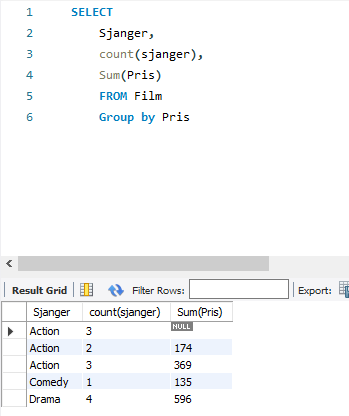 1 SELECT
2 Sjanger,
3 count(sjanger),
4 Sum(Pris)
5 FROM Film
6 Group by Pris
Result Grid Filter Rows: Export:
Sjanger count(sjanger) Sum(Pris)
Action 3 NULL
Action 2 174
Action 3 369
Comedy 1 135
Drama 4 596